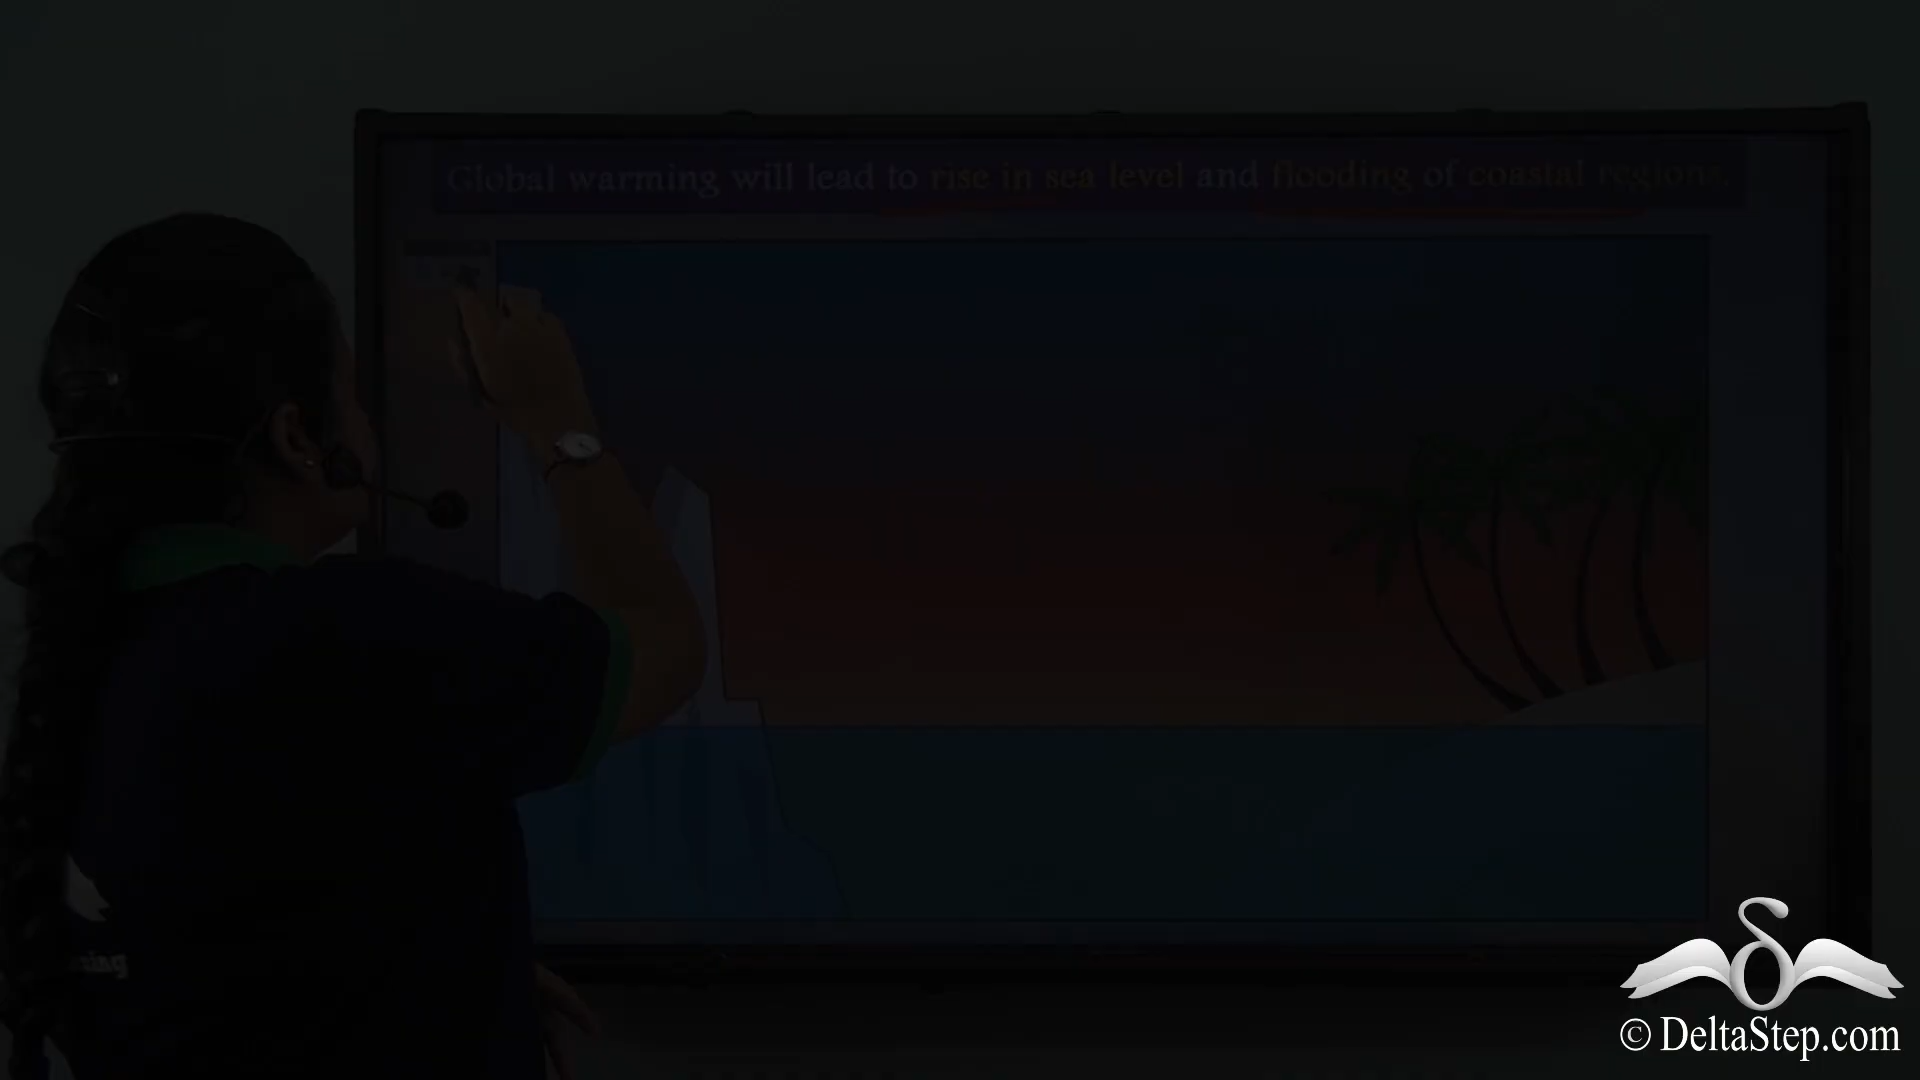 Global warming will lead to rise in sea level and flooding of coastal regions.
© DeltaStep.com